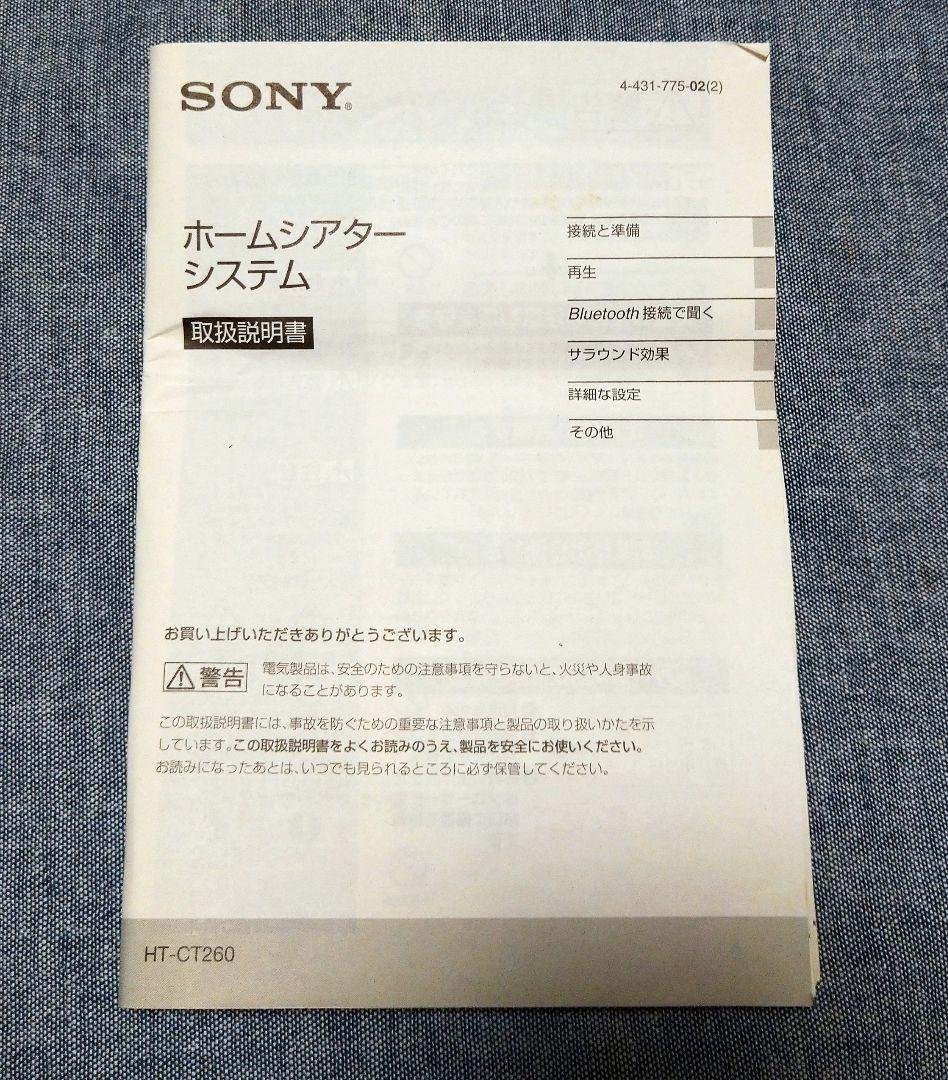 SONY®
4-431-775-02(2)
ホームシアター
システム
取扱説明書
接続と準備
再生
Bluetooth接続で聞く
サラウンド効果
詳細な設定
その他
お買い上げいただきありがとうございます。
警告
電気製品は、安全のための注意事項を守らないと、火災や人身事故
になることがあります。
この取扱説明書には、事故を防ぐための重要な注意事項と製品の取り扱いかたを示
しています。この取扱説明書をよくお読みのうえ、製品を安全にお使いください。
お読みになったあとは、いつでも見られるところに必ず保管してください。
HT-CT260